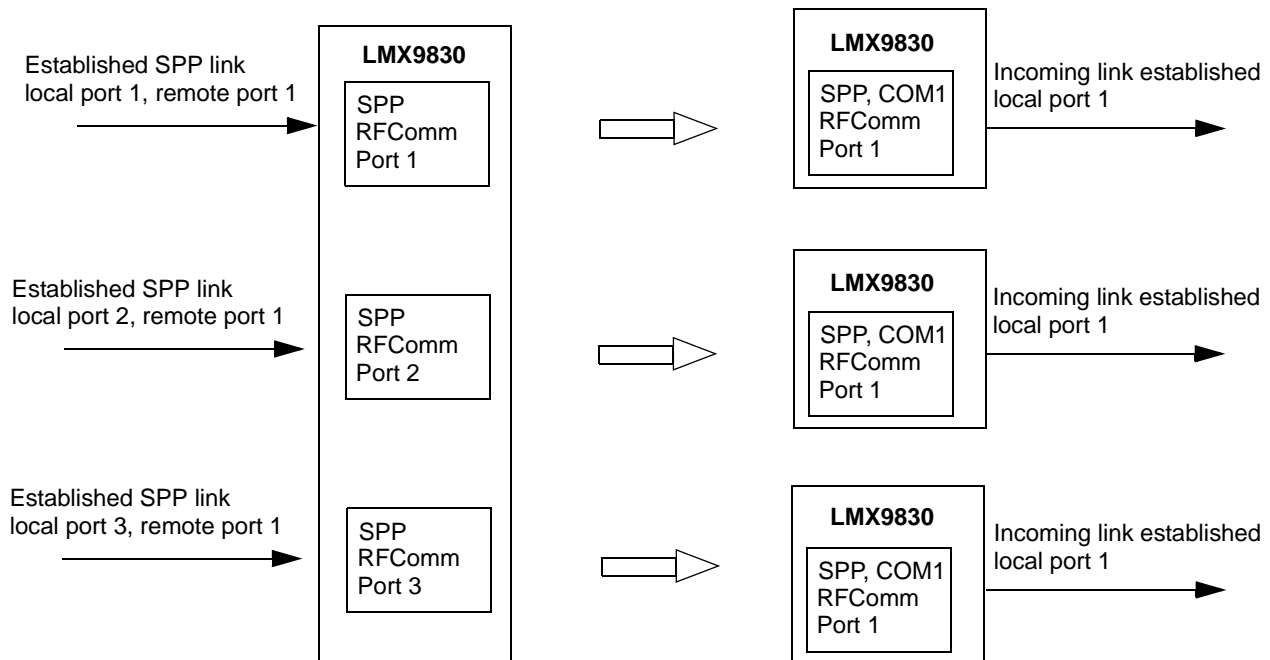 Established SPP link
local port 1, remote port 1
LMX9830
SPP
RFComm
Port 1
LMX9830
SPP, COM1
RFComm
Port 1
Incoming link established
local port 1
Established SPP link
local port 2, remote port 1
SPP
RFComm
Port 2
LMX9830
SPP, COM1
RFComm
Port 1
Incoming link established
local port 1
Established SPP link
local port 3, remote port 1
SPP
RFComm
Port 3
LMX9830
SPP, COM1
RFComm
Port 1
Incoming link established
local port 1